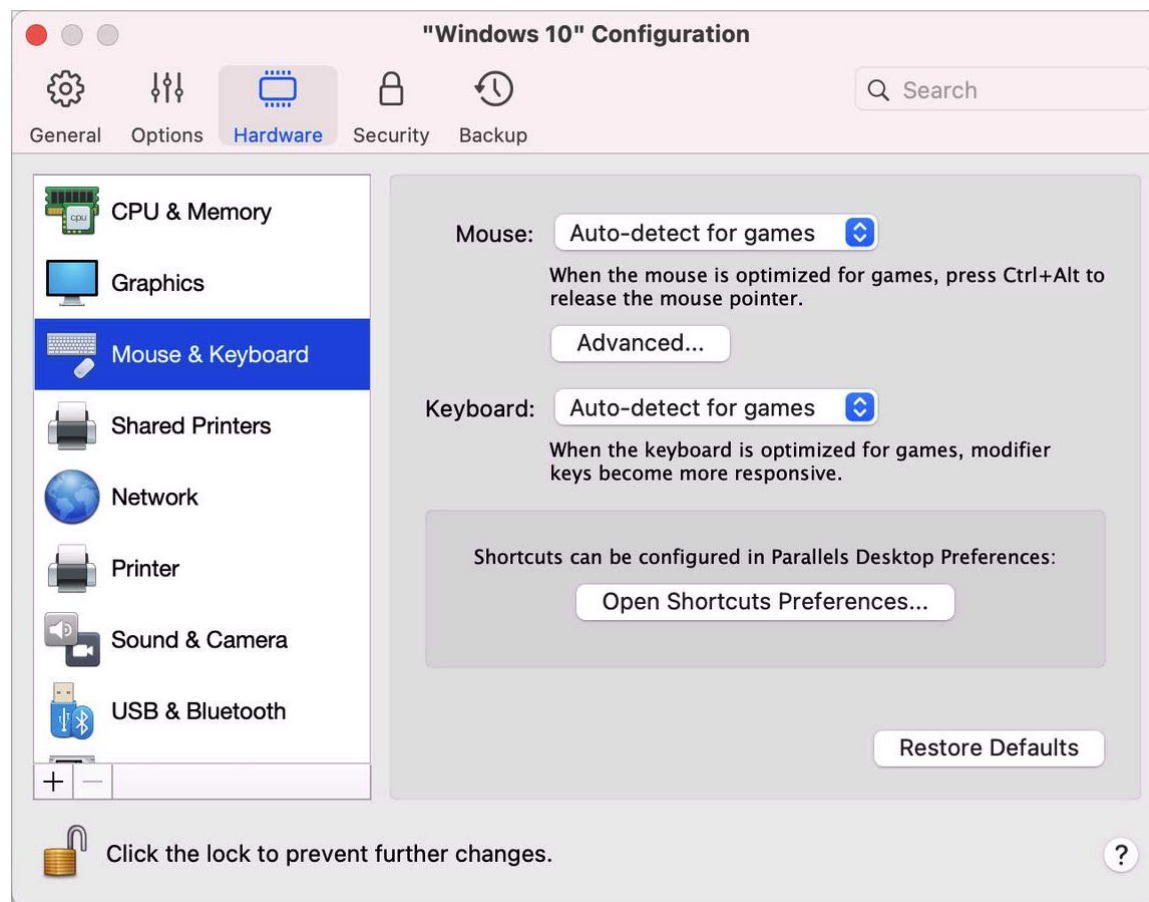 "Windows 10" Configuration
General
Options
Hardware
Security
Backup
Search
CPU & Memory
cpu
Graphics
Mouse & Keyboard
Shared Printers
Network
Printer
Sound & Camera
USB & Bluetooth
+
−
Mouse:
Auto-detect for games
When the mouse is optimized for games, press Ctrl+Alt to
release the mouse pointer.
Advanced...
Keyboard:
Auto-detect for games
When the keyboard is optimized for games, modifier
keys become more responsive.
Shortcuts can be configured in Parallels Desktop Preferences:
Open Shortcuts Preferences...
Restore Defaults
Click the lock to prevent further changes.
?